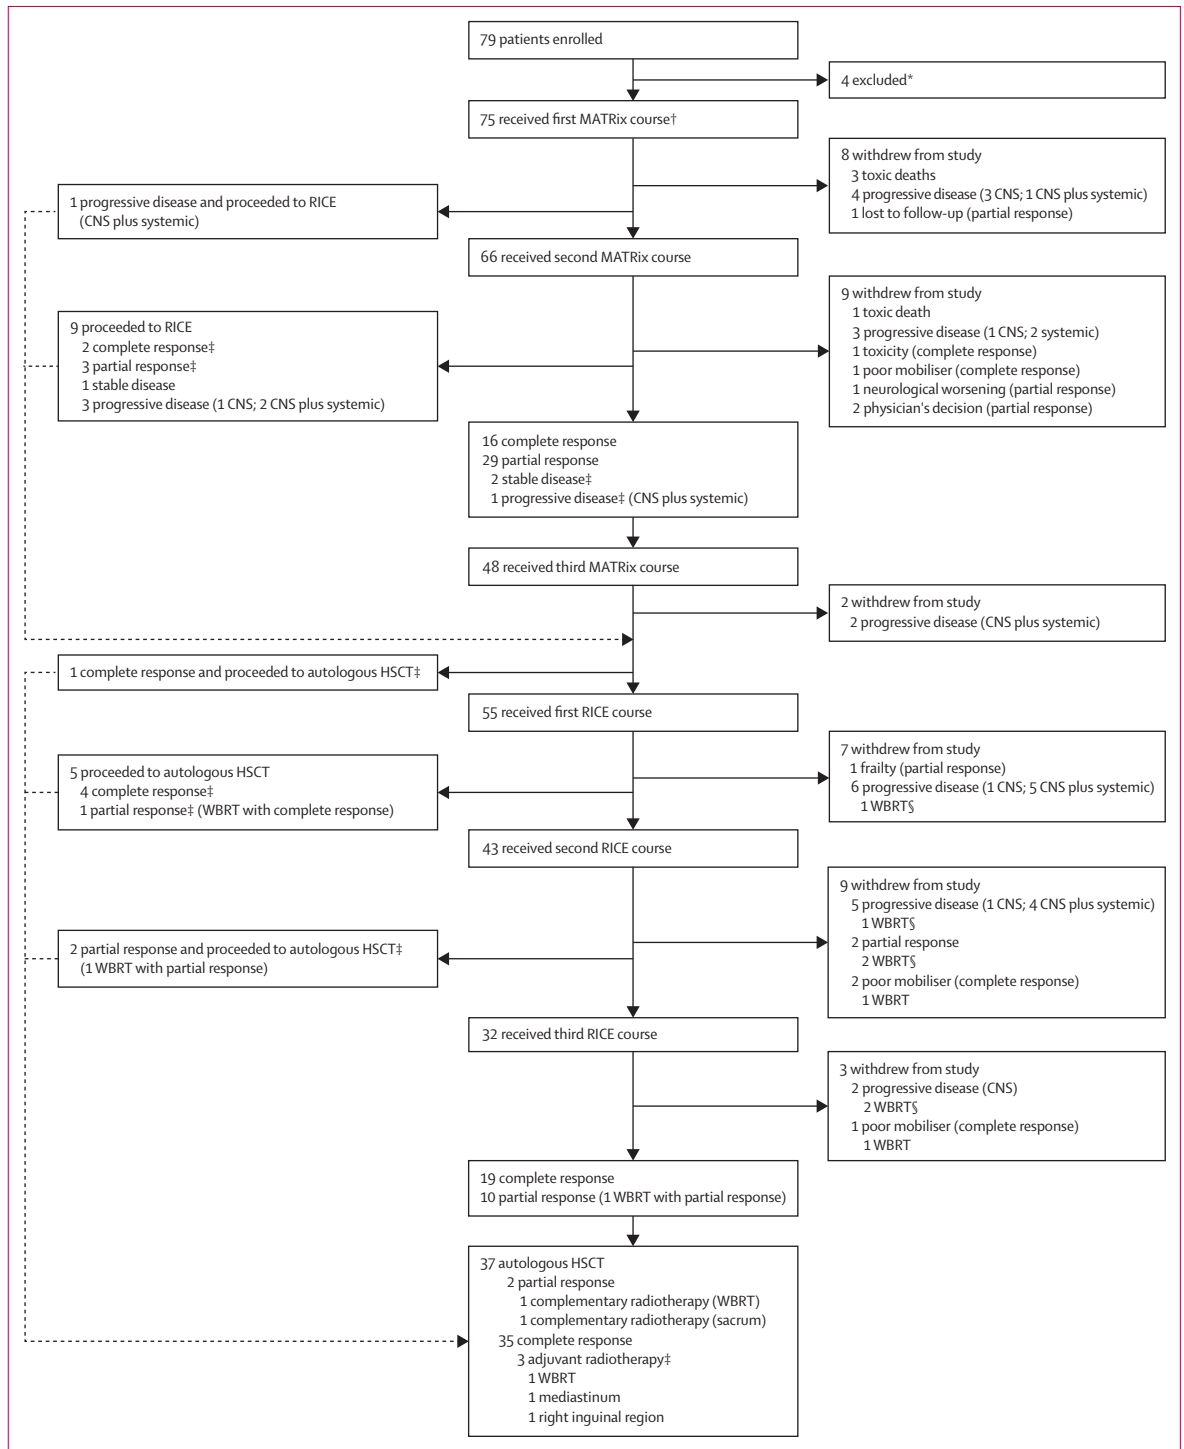 79 patients enrolled
4 excluded*
75 received first MATRix course†
8 withdrew from study
3 toxic deaths
4 progressive disease (3 CNS; 1 CNS plus systemic)
1 lost to follow-up (partial response)
1 progressive disease and proceeded to RICE
(CNS plus systemic)
66 received second MATRix course
9 withdrew from study
1 toxic death
3 progressive disease (1 CNS; 2 systemic)
1 toxicity (complete response)
1 poor mobiliser (complete response)
1 neurological worsening (partial response)
2 physician's decision (partial response)
9 proceeded to RICE
2 complete response‡
3 partial response‡
1 stable disease
3 progressive disease (1 CNS; 2 CNS plus systemic)
16 complete response
29 partial response
2 stable disease‡
1 progressive disease‡ (CNS plus systemic)
48 received third MATRix course
2 withdrew from study
2 progressive disease (CNS plus systemic)
1 complete response and proceeded to autologous HSCT‡
55 received first RICE course
7 withdrew from study
1 frailty (partial response)
6 progressive disease (1 CNS; 5 CNS plus systemic)
1 WBRT§
5 proceeded to autologous HSCT
4 complete response‡
1 partial response‡ (WBRT with complete response)
43 received second RICE course
9 withdrew from study
5 progressive disease (1 CNS; 4 CNS plus systemic)
1 WBRT§
2 partial response
2 WBRT§
2 poor mobiliser (complete response)
1 WBRT
2 partial response and proceeded to autologous HSCT‡
(1 WBRT with partial response)
32 received third RICE course
3 withdrew from study
2 progressive disease (CNS)
2 WBRT§
1 poor mobiliser (complete response)
1 WBRT
19 complete response
10 partial response (1 WBRT with partial response)
37 autologous HSCT
2 partial response
1 complementary radiotherapy (WBRT)
1 complementary radiotherapy (sacrum)
35 complete response
3 adjuvant radiotherapy‡
1 WBRT
1 mediastinum
1 right inguinal region